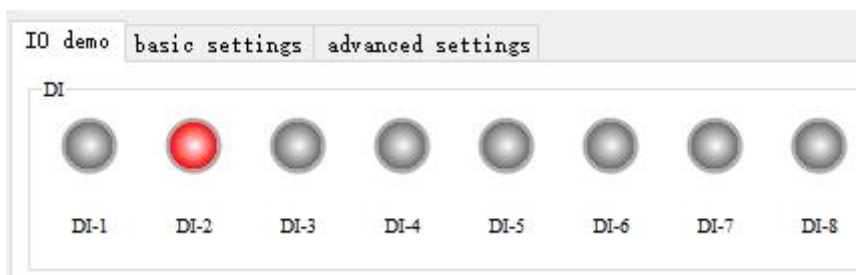 IO demo basic settings advanced settings
DI
DI-1 DI-2 DI-3 DI-4 DI-5 DI-6 DI-7 DI-8